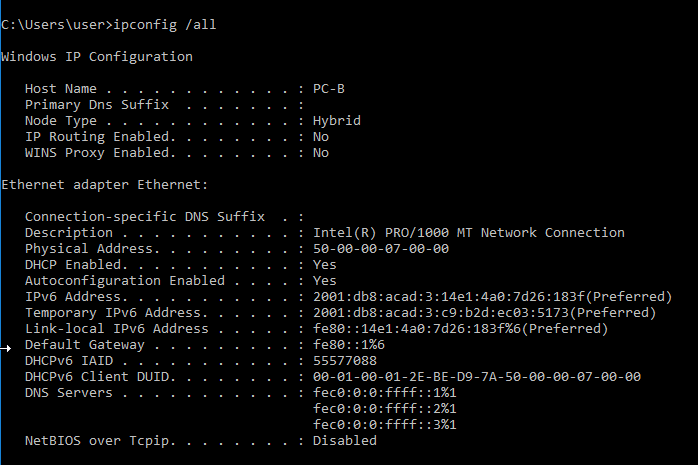 C:\Users\user>ipconfig /all
Windows IP Configuration
Host Name . . . . . . . . . . . . : PC-B
Primary Dns Suffix  . . . . . . . :
Node Type . . . . . . . . . . . . : Hybrid
IP Routing Enabled. . . . . . . . : No
WINS Proxy Enabled. . . . . . . . : No
Ethernet adapter Ethernet:
Connection-specific DNS Suffix  . :
Description . . . . . . . . . . . : Intel(R) PRO/1000 MT Network Connection
Physical Address. . . . . . . . . : 50-00-00-07-00-00
DHCP Enabled. . . . . . . . . . . : Yes
Autoconfiguration Enabled . . . . : Yes
IPv6 Address. . . . . . . . . . . : 2001:db8:acad:3:14e1:4a0:7d26:183f(Preferred)
Temporary IPv6 Address. . . . . . : 2001:db8:acad:3:c9:b2d:ec03:5173(Preferred)
Link-local IPv6 Address . . . . . : fe80::14e1:4a0:7d26:183f%6(Preferred)
Default Gateway . . . . . . . . . : fe80::1%6
DHCPv6 IAID . . . . . . . . . . . : 55577088
DHCPv6 Client DUID. . . . . . . . : 00-01-00-01-2E-BE-D9-7A-50-00-00-07-00-00
DNS Servers . . . . . . . . . . . : fec0:0:0:ffff::1%1
fec0:0:0:ffff::2%1
fec0:0:0:ffff::3%1
NetBIOS over Tcpip. . . . . . . . : Disabled